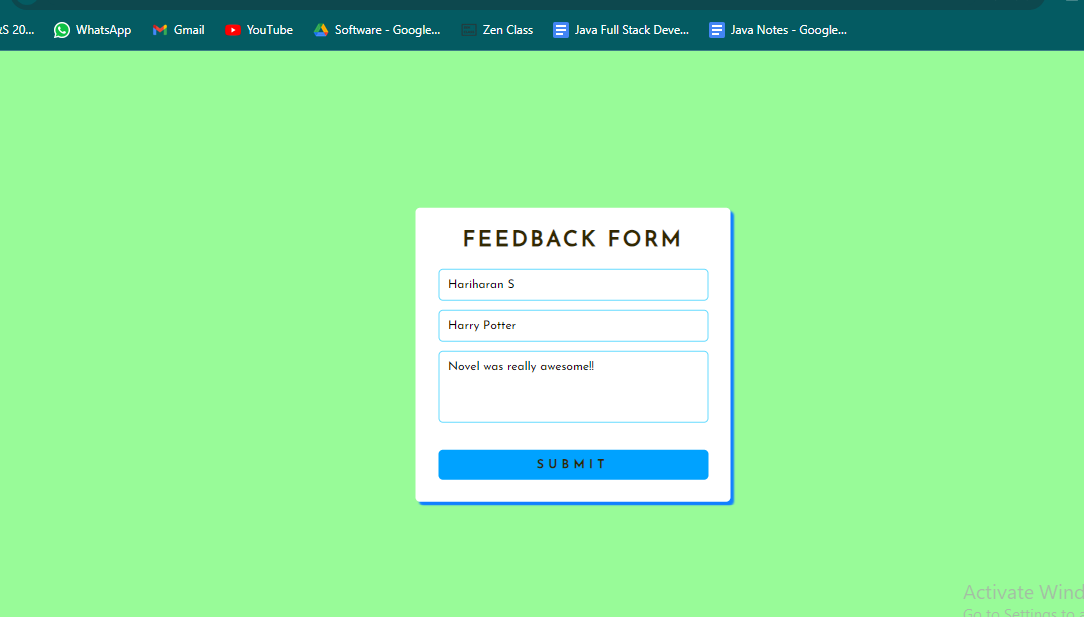 S 20...
WhatsApp
Gmail
YouTube
Software - Google...
Zen Class
Java Full Stack Deve...
Java Notes - Google...
FEEDBACK FORM
Hariharan S
Harry Potter
Novel was really awesome!!
SUBMIT
Activate Wind
Go to Settings to a